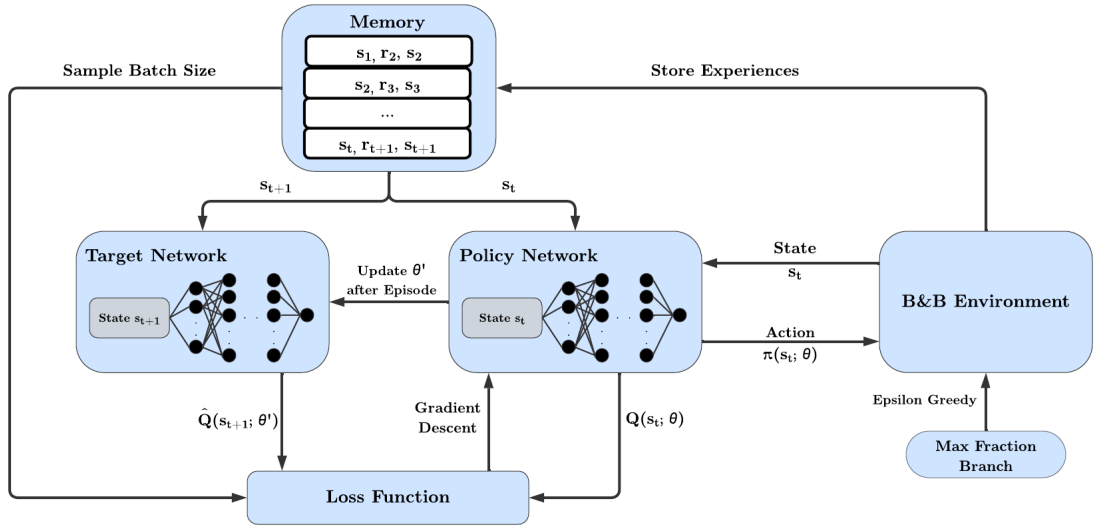 Memory
s₁, r₂, s₂
s₂, r₃, s₃
...
sₜ, rₜ₊₁, sₜ₊₁
Sample Batch Size
Store Experiences
sₜ₊₁
sₜ
Target Network
State sₜ₊₁
Update θ'
after Episode
Policy Network
State sₜ
State
sₜ
Action
π(sₜ; θ)
B&B Environment
Q̂(sₜ₊₁; θ')
Gradient
Descent
Q(sₜ; θ)
Epsilon Greedy
Max Fraction
Branch
Loss Function